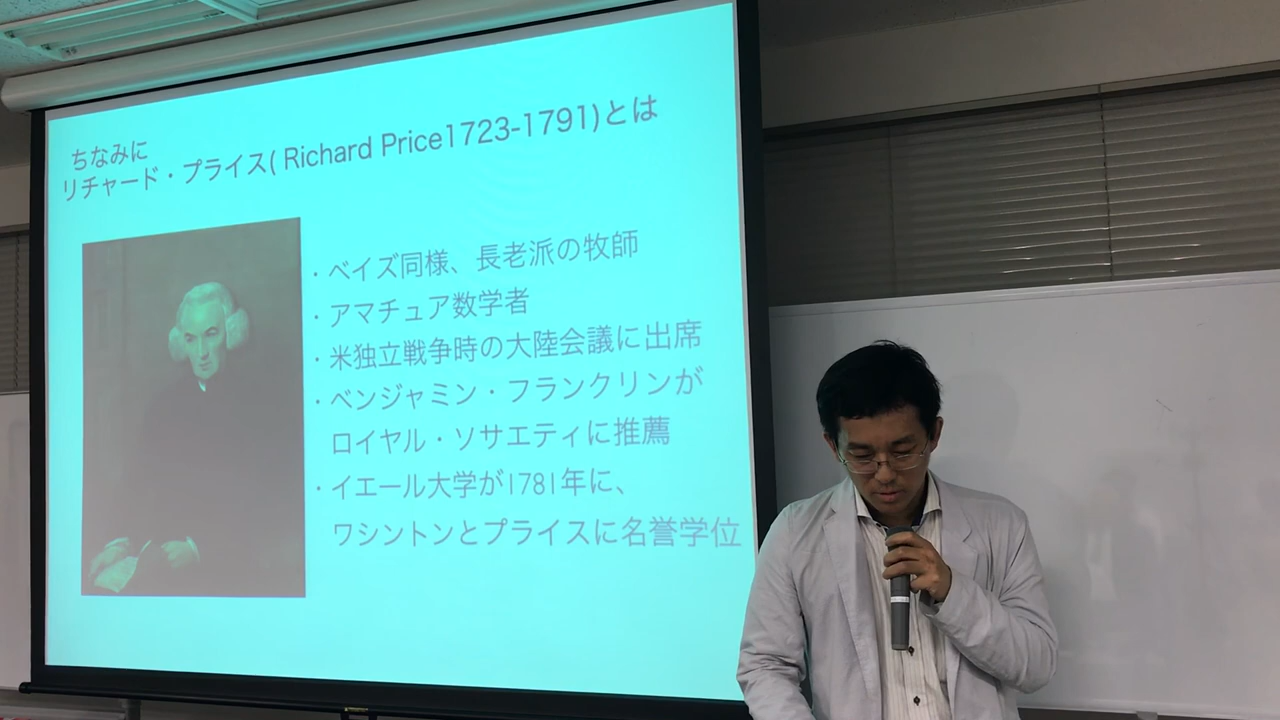 ちなみに
リチャード・プライス( Richard Price1723-1791)とは
・ベイズ同様、長老派の牧師
・アマチュア数学者
・米独立戦争時の大陸会議に出席
・ベンジャミン・フランクリンが
ロイヤル・ソサエティに推薦
・イエール大学が1781年に、
ワシントンとプライスに名誉学位